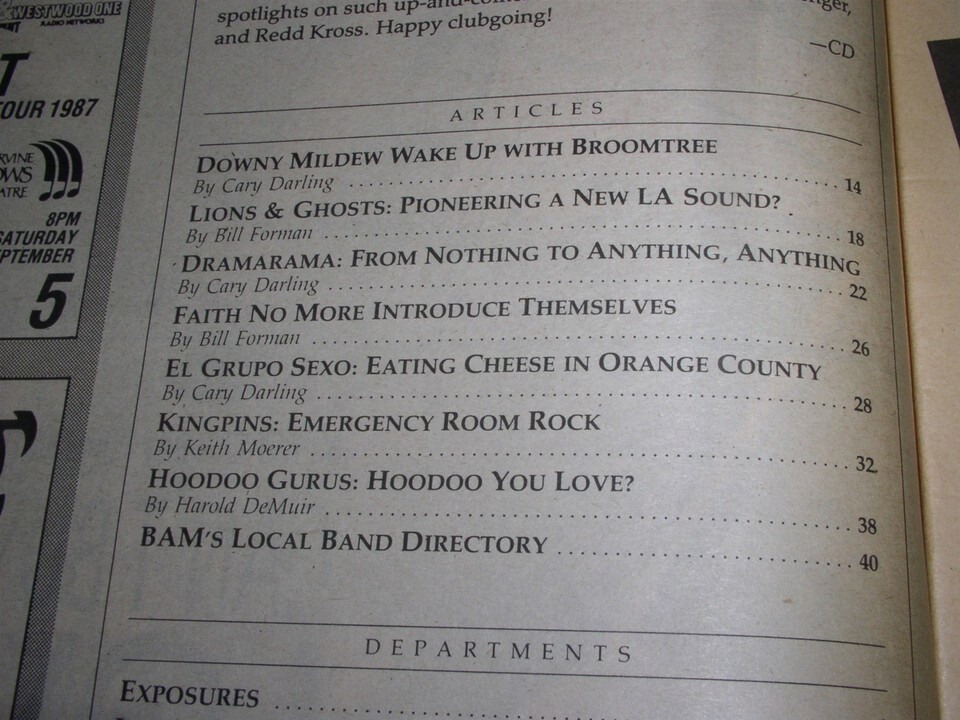 WESTWOOD ONE
RADIO NETWORKS
T
TOUR 1987
8PM
SATURDAY
SEPTEMBER
5
spotlights on such
and Redd Kross. Happy clubgoing!
—CD
ARTICLES
DOWNY MILDEW WAKE UP WITH BROOMTREE
By Cary Darling . . . . . . . . . . 14
LIONS & GHOSTS: PIONEERING A NEW LA SOUND?
By Bill Forman . . . . . . . . . . 18
DRAMARAMA: FROM NOTHING TO ANYTHING, ANYTHING
By Cary Darling . . . . . . . . . . 22
FAITH NO MORE INTRODUCE THEMSELVES
By Bill Forman . . . . . . . . . . 26
EL GRUPO SEXO: EATING CHEESE IN ORANGE COUNTY
By Cary Darling . . . . . . . . . . 28
KINGPINS: EMERGENCY ROOM ROCK
By Keith Moerer . . . . . . . . . . 32
HOODOO GURUS: HOODOO YOU LOVE?
By Harold DeMuir . . . . . . . . . . 38
BAM'S LOCAL BAND DIRECTORY . . . . . . . . . . 40
DEPARTMENTS
EXPOSURES . . . . . . . . . .